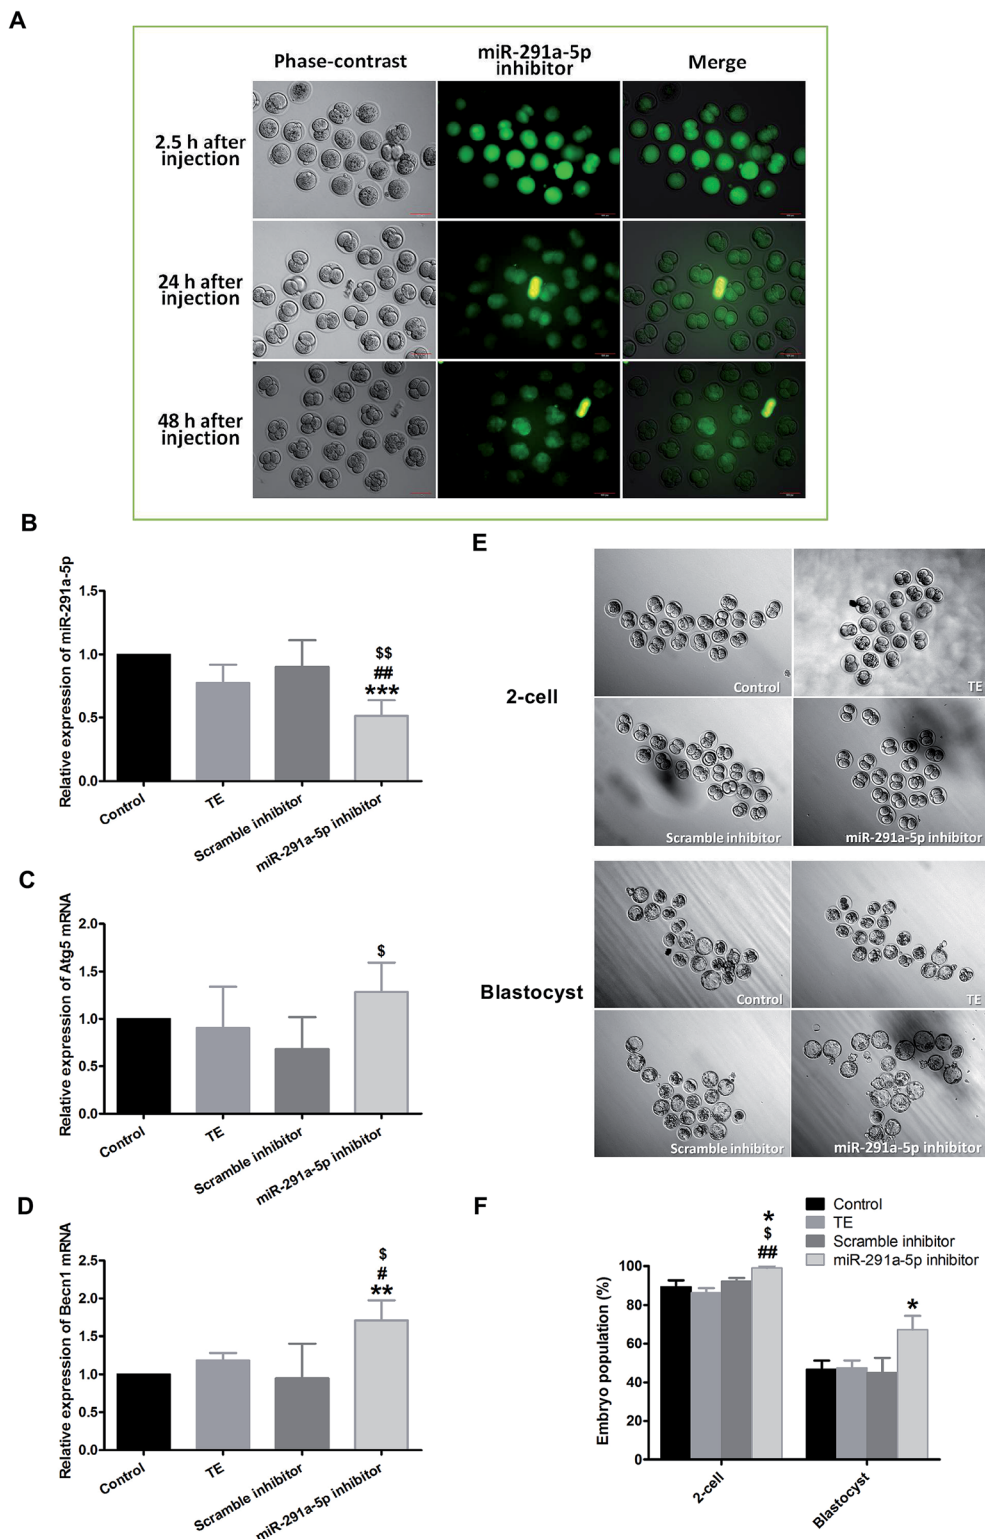 A
Phase-contrast
miR-291a-5p
inhibitor
Merge
2.5 h after
injection
24 h after
injection
48 h after
injection
B
Relative expression of miR-291a-5p
1.5
1.0
0.5
0.0
$$
##
***
Control
TE
Scramble inhibitor
miR-291a-5p inhibitor
C
Relative expression of Atg5 mRNA
2.0
1.5
1.0
0.5
0.0
$
Control
TE
Scramble inhibitor
miR-291a-5p inhibitor
D
Relative expression of Becn1 mRNA
2.5
2.0
1.5
1.0
0.5
0.0
$
#
**
Control
TE
Scramble inhibitor
miR-291a-5p inhibitor
E
2-cell
Control
TE
Scramble inhibitor
miR-291a-5p inhibitor
Blastocyst
Control
TE
Scramble inhibitor
miR-291a-5p inhibitor
F
Control
TE
Scramble inhibitor
miR-291a-5p inhibitor
Embryo population (%)
100
80
60
40
20
0
*
$
##
*
2-cell
Blastocyst